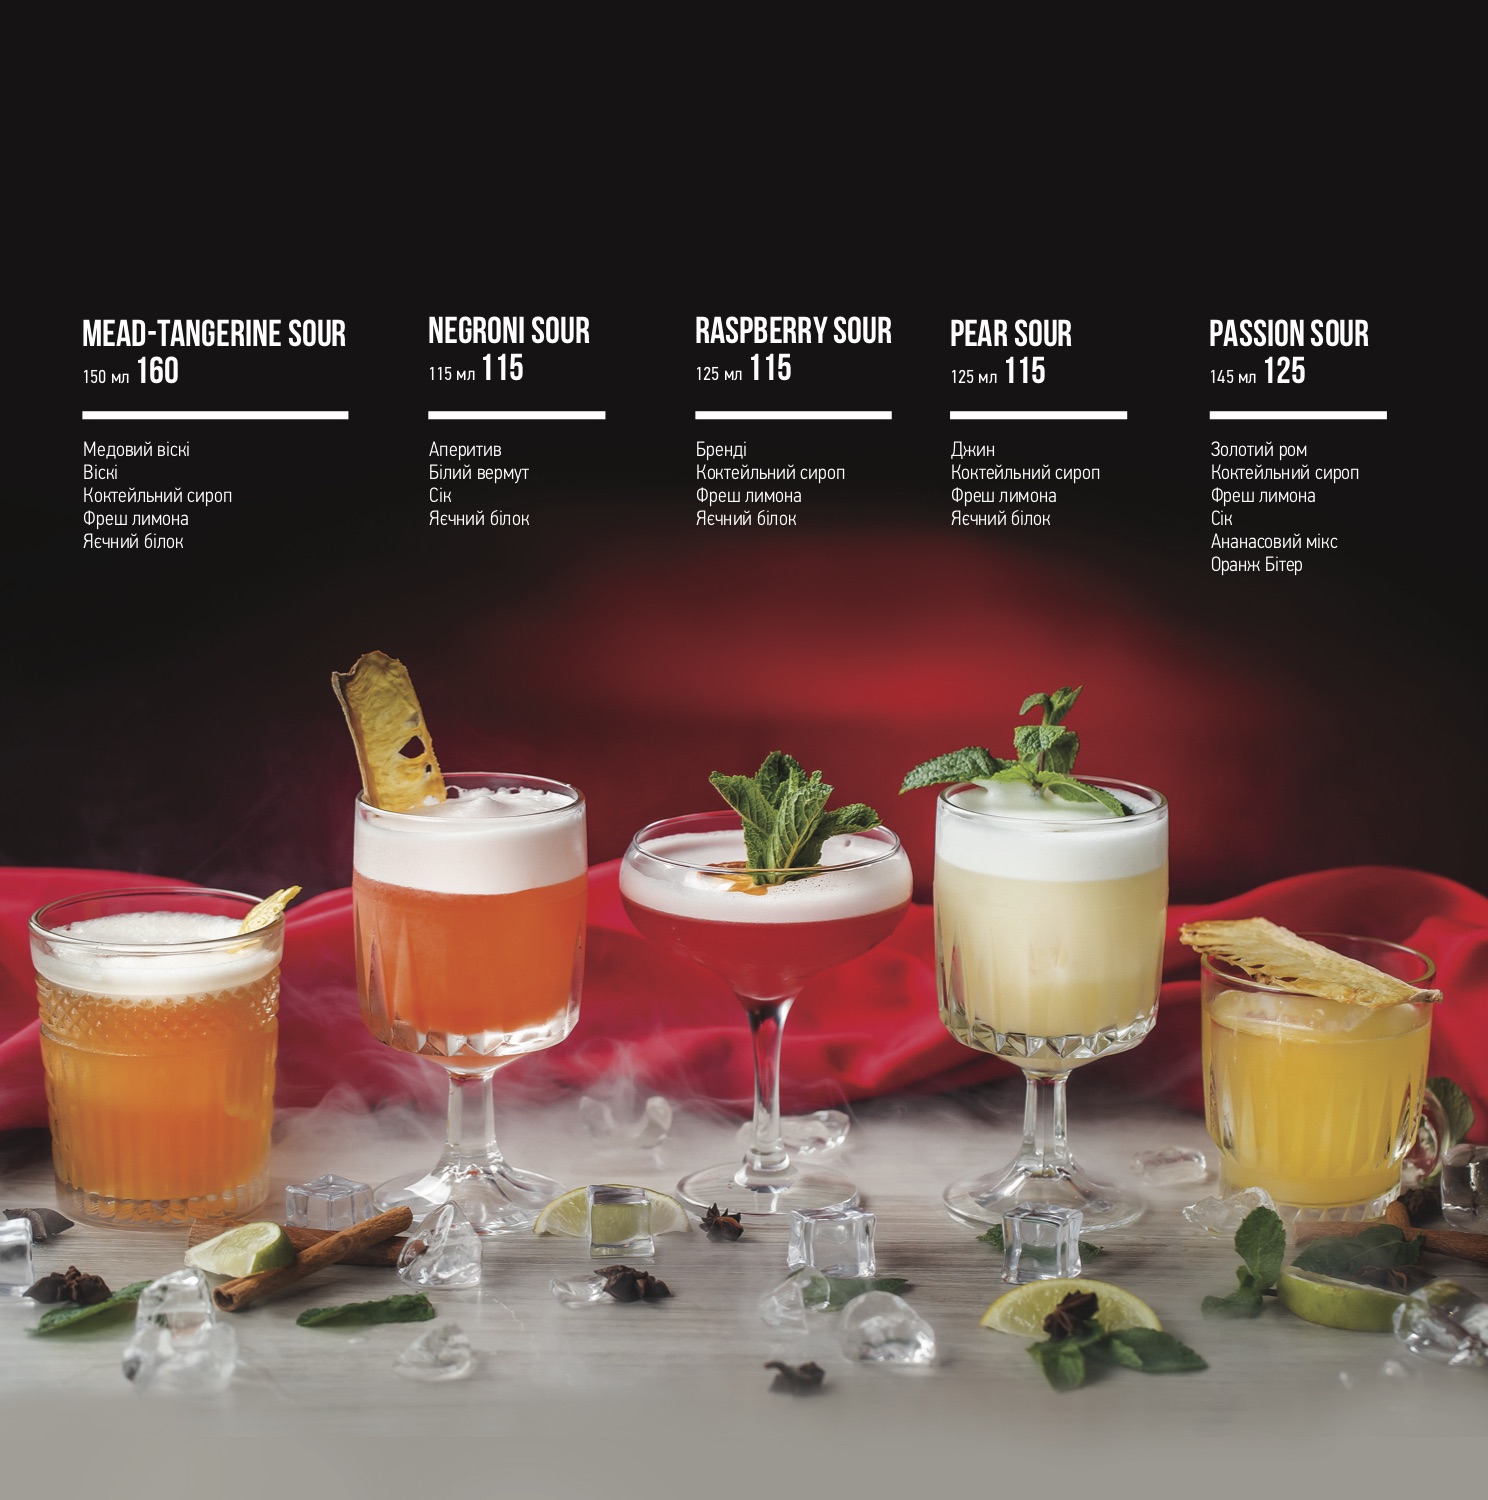 MEAD-TANGERINE SOUR
150 мл 160
Медовий віскі
Віскі
Коктейльний сироп
Фреш лимона
Яєчний білок
NEGRONI SOUR
115 мл 115
Аперитив
Білий вермут
Сік
Яєчний білок
RASPBERRY SOUR
125 мл 115
Бренді
Коктейльний сироп
Фреш лимона
Яєчний білок
PEAR SOUR
125 мл 115
Джин
Коктейльний сироп
Фреш лимона
Яєчний білок
PASSION SOUR
145 мл 125
Золотий ром
Коктейльний сироп
Фреш лимона
Сік
Ананасовий мікс
Оранж Бітер